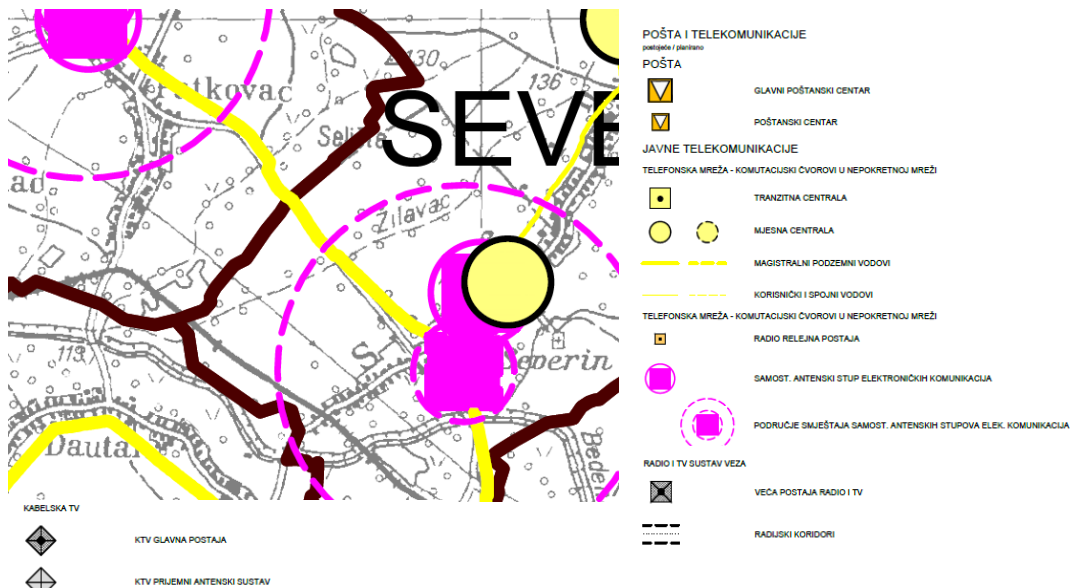 130
136
Selište
SEVE
Zilavac
113
Severin
POŠTA I TELEKOMUNIKACIJE
postojeće / planirano
POŠTA
GLAVNI POŠTANSKI CENTAR
POŠTANSKI CENTAR
JAVNE TELEKOMUNIKACIJE
TELEFONSKA MREŽA - KOMUTACIJSKI ČVOROVI U NEPOKRETNOJ MREŽI
TRANZITNA CENTRALA
MJESNA CENTRALA
MAGISTRALNI PODZEMNI VODOVI
KORISNIČKI I SPOJNI VODOVI
TELEFONSKA MREŽA - KOMUTACIJSKI ČVOROVI U NEPOKRETNOJ MREŽI
RADIO RELEJNA POSTAJA
SAMOST. ANTENSKI STUP ELEKTRONIČKIH KOMUNIKACIJA
PODRUČJE SMJEŠTAJA SAMOST. ANTENSKIH STUPOVA ELEK. KOMUNIKACIJA
RADIO I TV SUSTAV VEZA
VEĆA POSTAJA RADIO I TV
RADIJSKI KORIDORI
KABELSKA TV
KTV GLAVNA POSTAJA
KTV PRIJEMNI ANTENSKI SUSTAV